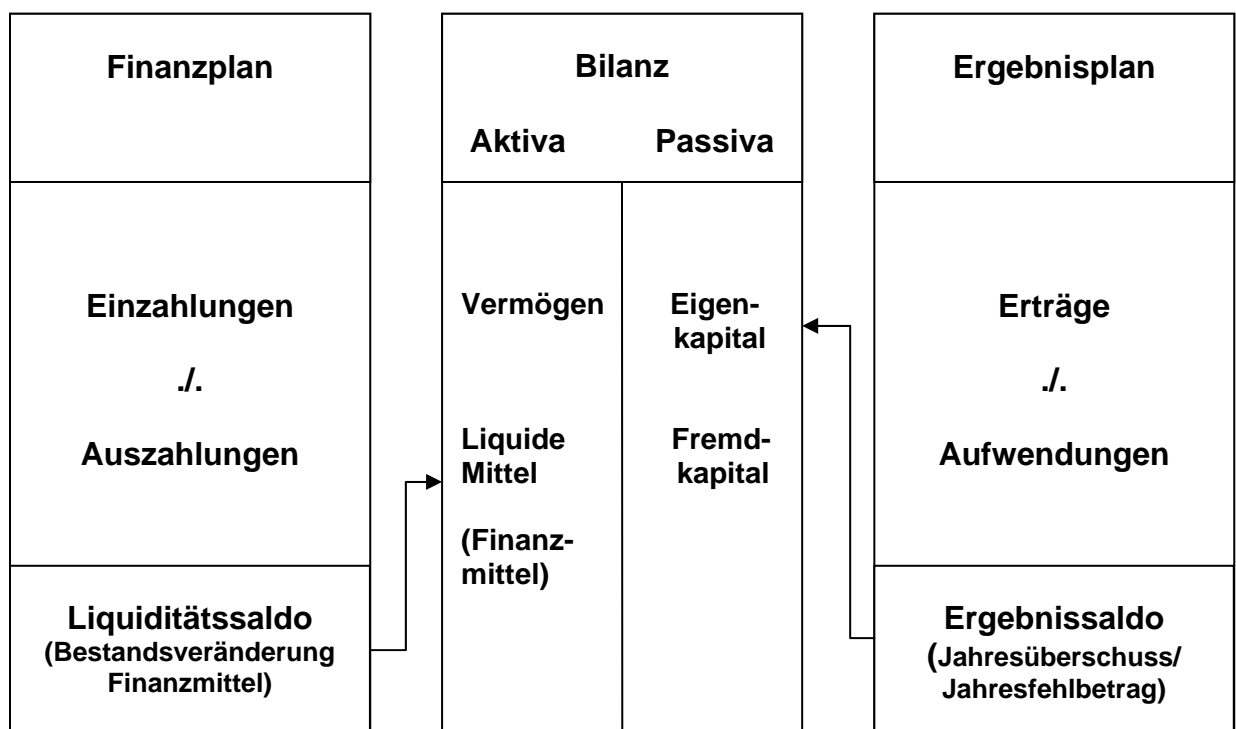 Finanzplan
Einzahlungen
./.
Auszahlungen
Liquiditätssaldo
(Bestandsveränderung
Finanzmittel)
Bilanz
Aktiva Passiva
Vermögen
Liquide
Mittel
(Finanz-
mittel)
Eigen-
kapital
Fremd-
kapital
Ergebnisplan
Erträge
./.
Aufwendungen
Ergebnissaldo
(Jahresüberschuss/
Jahresfehlbetrag)